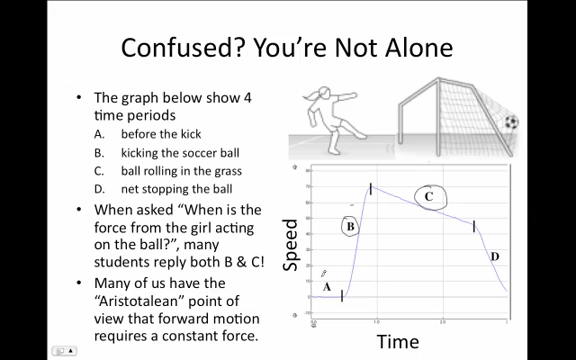 Confused? You're Not Alone
• The graph below show 4
time periods
A. before the kick
B. kicking the soccer ball
C. ball rolling in the grass
D. net stopping the ball
• When asked "When is the
force from the girl acting
on the ball?", many
students reply both B & C!
• Many of us have the
"Aristotalean" point of
view that forward motion
requires a constant force.
Speed
A
B
C
D
1.0
2.0
Time